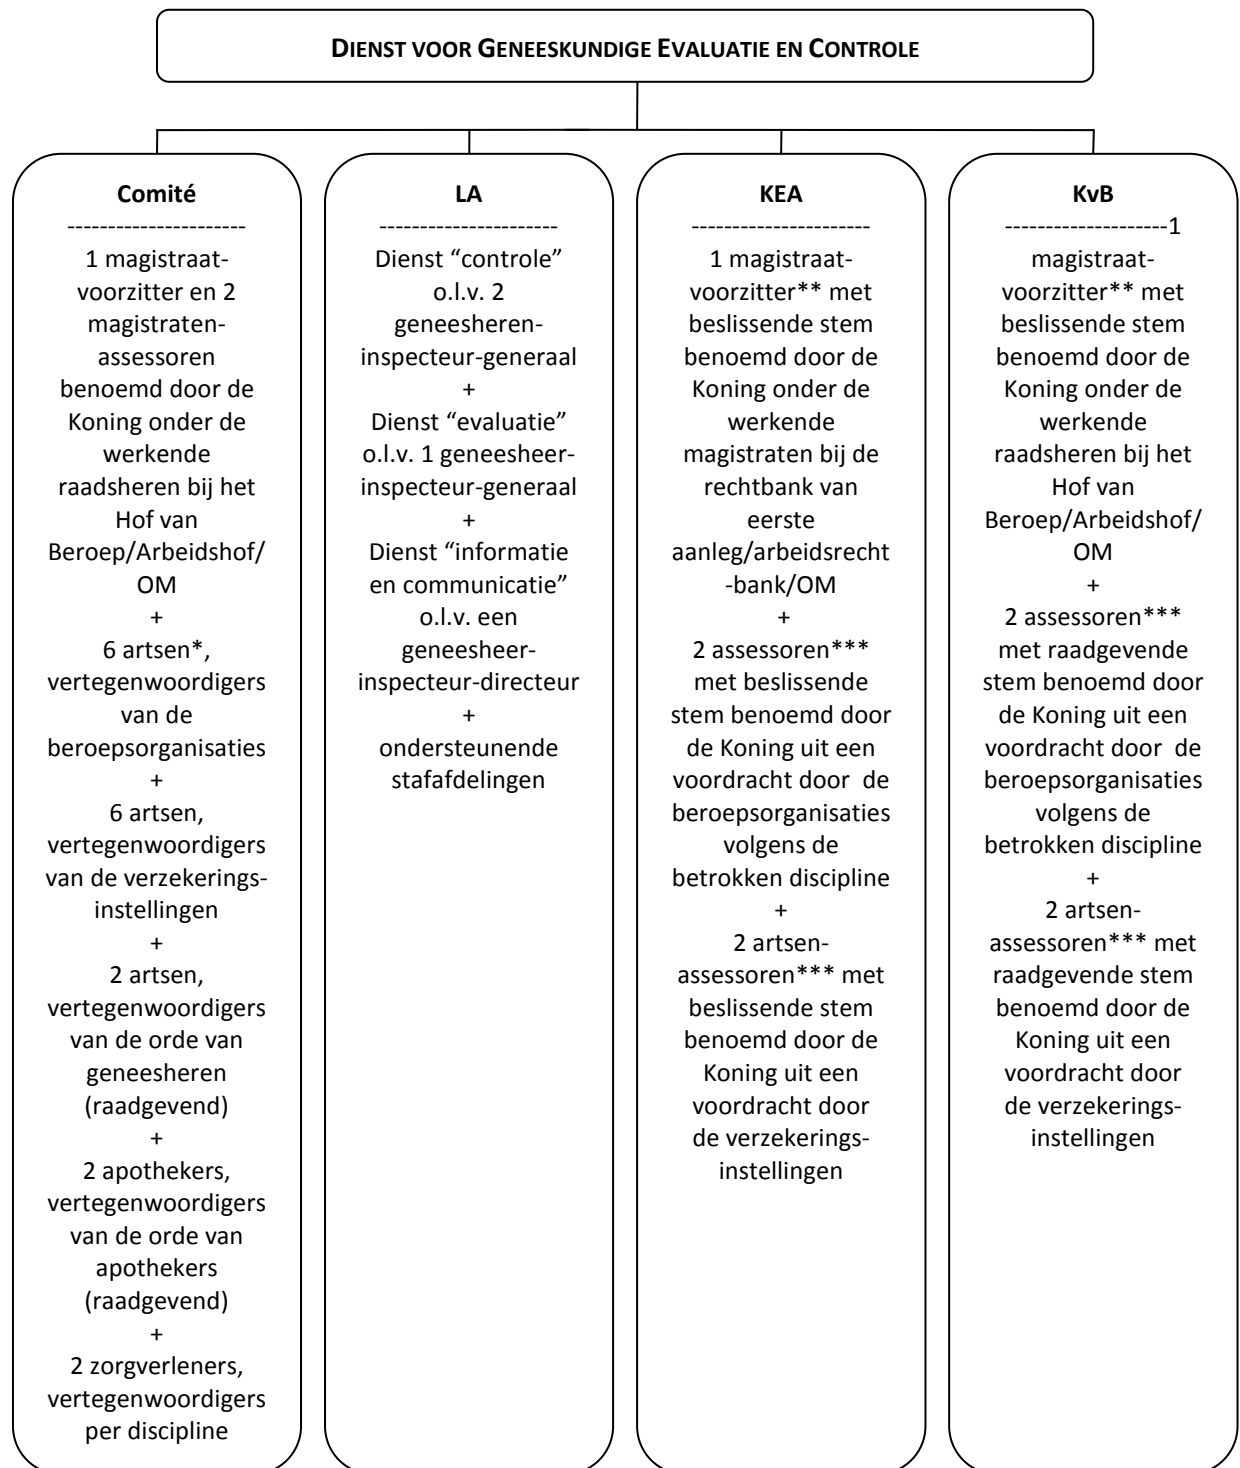 DIENST VOOR GENEESKUNDIGE EVALUATIE EN CONTROLE
Comité
----------------------
1 magistraat-
voorzitter en 2
magistraten-
assessoren
benoemd door de
Koning onder de
werkende
raadsheren bij het
Hof van
Beroep/Arbeidshof/
OM
+
6 artsen*,
vertegenwoordigers
van de
beroepsorganisaties
+
6 artsen,
vertegenwoordigers
van de verzekerings-
instellingen
+
2 artsen,
vertegenwoordigers
van de orde van
geneesheren
(raadgevend)
+
2 apothekers,
vertegenwoordigers
van de orde van
apothekers
(raadgevend)
+
2 zorgverleners,
vertegenwoordigers
per discipline
LA
----------------------
Dienst “controle”
o.l.v. 2
geneesheren-
inspecteur-generaal
+
Dienst “evaluatie”
o.l.v. 1 geneesheer-
inspecteur-generaal
+
Dienst “informatie
en communicatie”
o.l.v. een
geneesheer-
inspecteur-directeur
+
ondersteunende
stafafdelingen
KEA
----------------------
1 magistraat-
voorzitter** met
beslissende stem
benoemd door de
Koning onder de
werkende
magistraten bij de
rechtbank van
eerste
aanleg/arbeidsrecht
-bank/OM
+
2 assessoren***
met beslissende
stem benoemd door
de Koning uit een
voordracht door de
beroepsorganisaties
volgens de
betrokken discipline
+
2 artsen-
assessoren*** met
beslissende stem
benoemd door de
Koning uit een
voordracht door
de verzekerings-
instellingen
KvB
--------------------1
magistraat-
voorzitter** met
beslissende stem
benoemd door de
Koning onder de
werkende
raadsheren bij het
Hof van
Beroep/Arbeidshof/
OM
+
2 assessoren***
met raadgevende
stem benoemd door
de Koning uit een
voordracht door de
beroepsorganisaties
volgens de
betrokken discipline
+
2 artsen-
assessoren*** met
raadgevende stem
benoemd door de
Koning uit een
voordracht door
de verzekerings-
instellingen